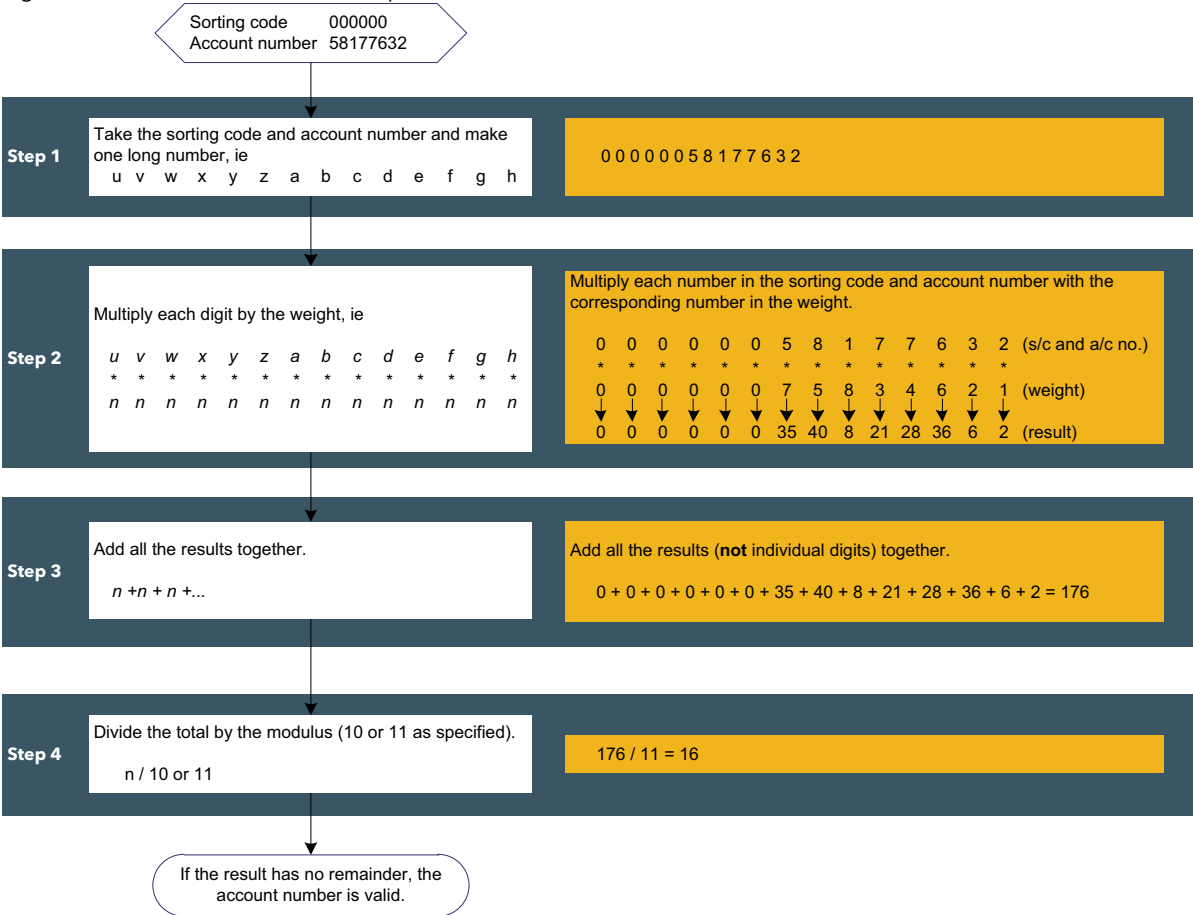 Sorting code 000000
Account number 58177632
Step 1
Take the sorting code and account number and make
one long number, ie
u v w x y z a b c d e f g h
0 0 0 0 0 0 5 8 1 7 7 6 3 2
Step 2
Multiply each digit by the weight, ie
u v w x y z a b c d e f g h
* * * * * * * * * * * * * *
n n n n n n n n n n n n n n
Multiply each number in the sorting code and account number with the
corresponding number in the weight.
0 0 0 0 0 0 5 8 1 7 7 6 3 2 (s/c and a/c no.)
* * * * * * * * * * * * * *
0 0 0 0 0 0 7 5 8 3 4 6 2 1 (weight)
0 0 0 0 0 0 35 40 8 21 28 36 6 2 (result)
Step 3
Add all the results together.
n +n + n +...
Add all the results (not individual digits) together.
0 + 0 + 0 + 0 + 0 + 0 + 35 + 40 + 8 + 21 + 28 + 36 + 6 + 2 = 176
Step 4
Divide the total by the modulus (10 or 11 as specified).
n / 10 or 11
176 / 11 = 16
If the result has no remainder, the
account number is valid.